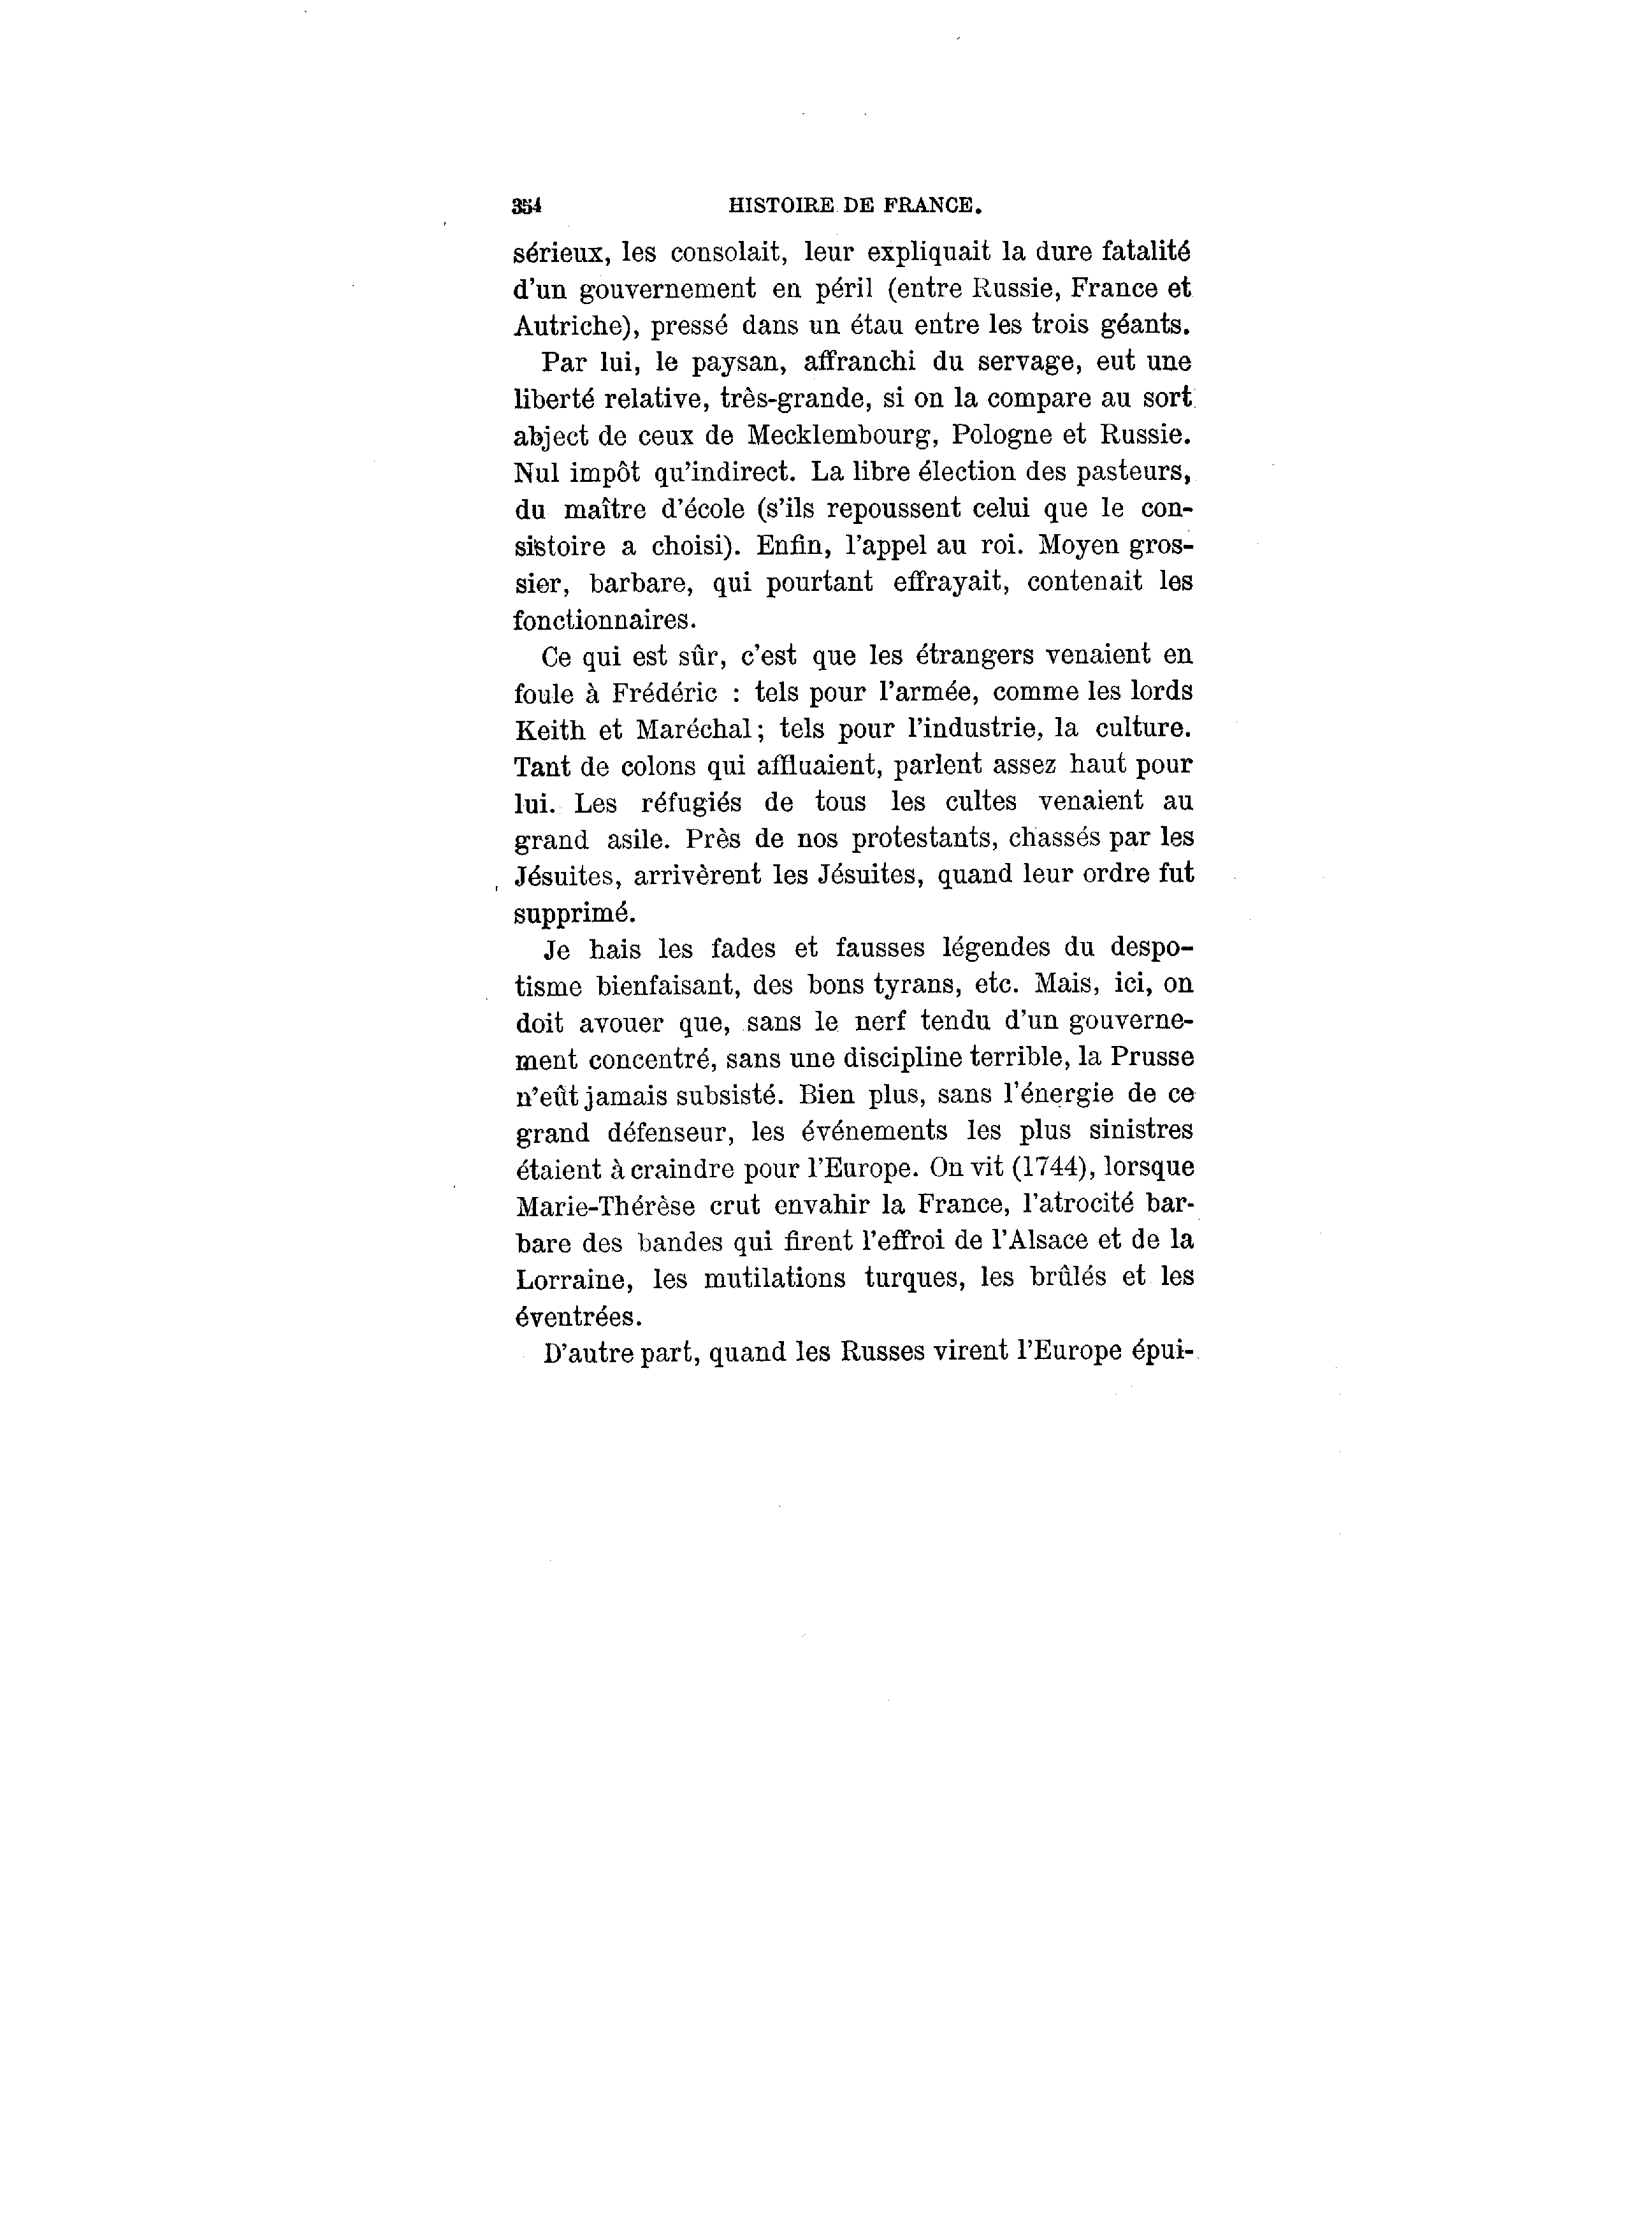 354 HISTOIRE DE FRANCE.
sérieux, les consolait, leur expliquait la dure fatalité
d'un gouvernement en péril (entre Russie, France et
Autriche), pressé dans un étau entre les trois géants.
Par lui, le paysan, affranchi du servage, eut une
liberté relative, très-grande, si on la compare au sort
abject de ceux de Mecklembourg, Pologne et Russie.
Nul impôt qu'indirect. La libre élection des pasteurs,
du maître d'école (s'ils repoussent celui que le con-
sistoire a choisi). Enfin, l'appel au roi. Moyen gros-
sier, barbare, qui pourtant effrayait, contenait les
fonctionnaires.
Ce qui est sûr, c'est que les étrangers venaient en
foule à Frédéric : tels pour l'armée, comme les lords
Keith et Maréchal; tels pour l'industrie, la culture.
Tant de colons qui affluaient, parlent assez haut pour
lui. Les réfugiés de tous les cultes venaient au
grand asile. Près de nos protestants, chassés par les
Jésuites, arrivèrent les Jésuites, quand leur ordre fut
supprimé.
Je hais les fades et fausses légendes du despo-
tisme bienfaisant, des bons tyrans, etc. Mais, ici, on
doit avouer que, sans le nerf tendu d'un gouverne-
ment concentré, sans une discipline terrible, la Prusse
n'eût jamais subsisté. Bien plus, sans l'énergie de ce
grand défenseur, les événements les plus sinistres
étaient à craindre pour l'Europe. On vit (1744), lorsque
Marie-Thérèse crut envahir la France, l'atrocité bar-
bare des bandes qui firent l'effroi de l'Alsace et de la
Lorraine, les mutilations turques, les brûlés et les
éventrées.
D'autre part, quand les Russes virent l'Europe épui-